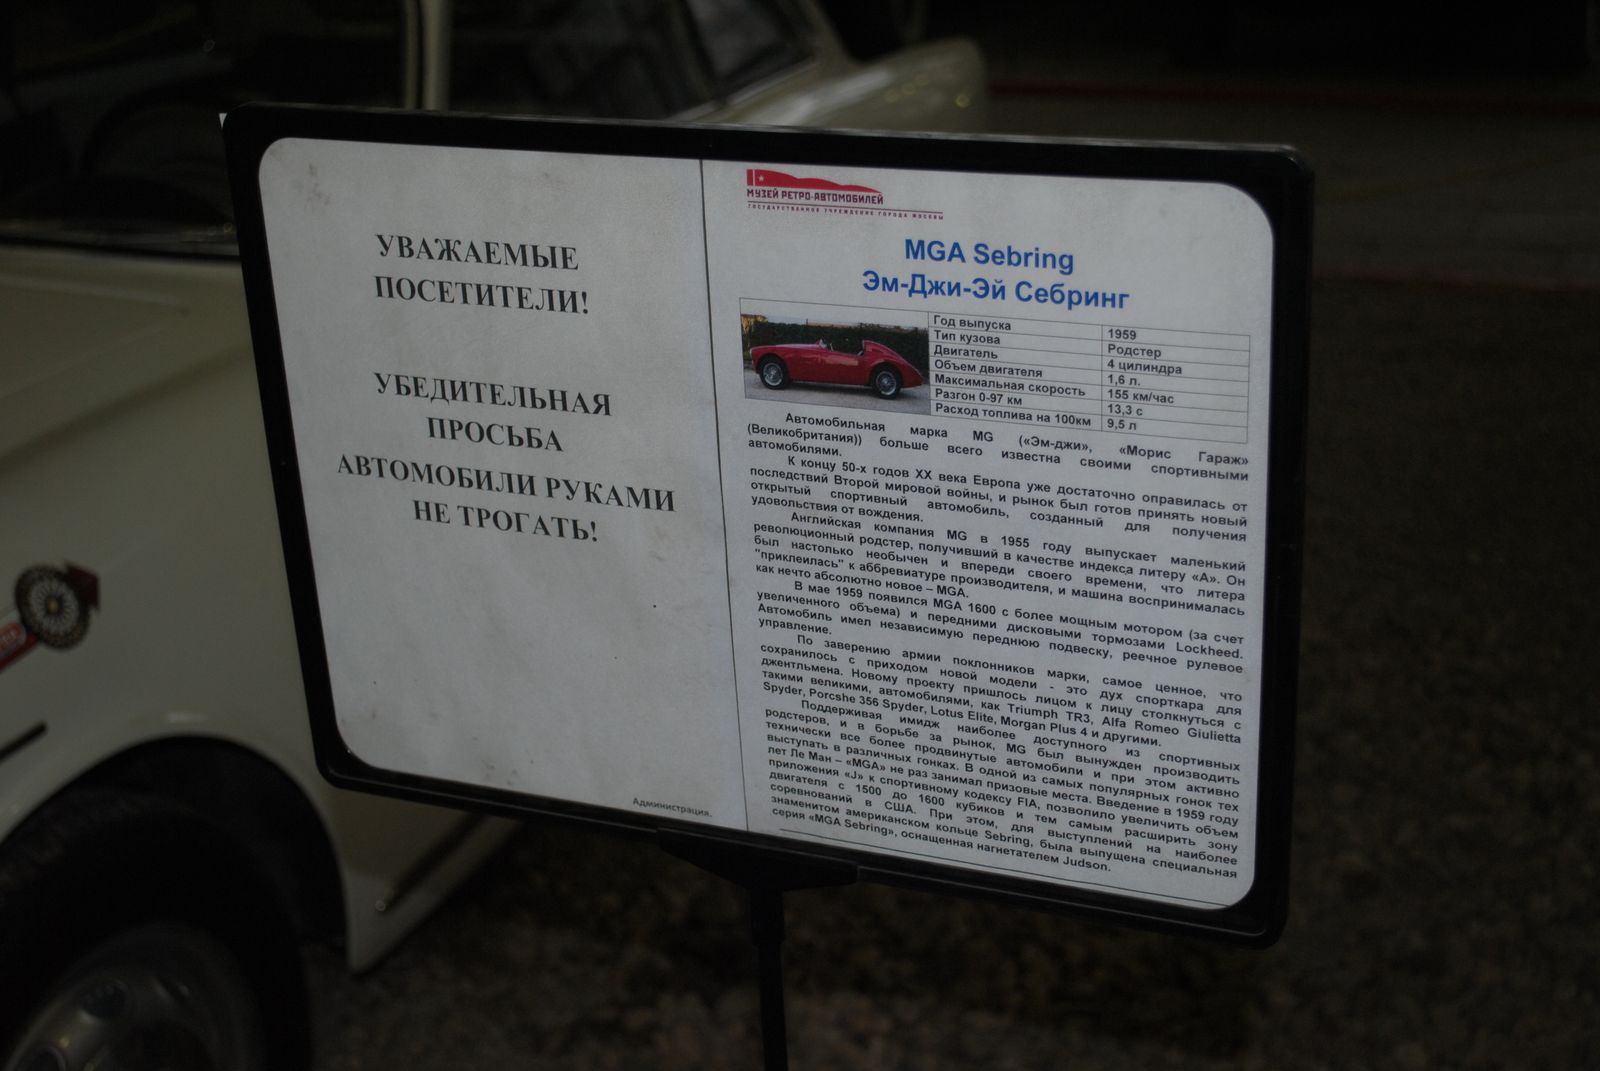 УВАЖАЕМЫЕ
ПОСЕТИТЕЛИ!
УБЕДИТЕЛЬНАЯ
ПРОСЬБА
АВТОМОБИЛИ РУКАМИ
НЕ ТРОГАТЬ!
Администрация.
МУЗЕЙ РЕТРО-АВТОМОБИЛЕЙ
ГОСУДАРСТВЕННОЕ УЧРЕЖДЕНИЕ ГОРОДА МОСКВЫ
MGA Sebring
Эм-Джи-Эй Себринг
Год выпуска 1959
Тип кузова Родстер
Двигатель 4 цилиндра
Объем двигателя 1,6 л.
Максимальная скорость 155 км/час
Разгон 0-97 км 13,3 с
Расход топлива на 100км 9,5 л
Автомобильная марка MG («Эм-джи», «Морис Гараж»
(Великобритания)) больше всего известна своими спортивными
автомобилями.
К концу 50-х годов XX века Европа уже достаточно оправилась от
последствий Второй мировой войны, и рынок был готов принять новый
открытый спортивный автомобиль, созданный для получения
удовольствия от вождения.
Английская компания MG в 1955 году выпускает маленький
революционный родстер, получивший в качестве индекса литеру «А». Он
был настолько необычен и впереди своего времени, что литера
"приклеилась" к аббревиатуре производителя, и машина воспринималась
как нечто абсолютно новое – MGA.
В мае 1959 появился MGA 1600 с более мощным мотором (за счет
увеличенного объема) и передними дисковыми тормозами Lockheed.
Автомобиль имел независимую переднюю подвеску, реечное рулевое
управление.
По заверению армии поклонников марки, самое ценное, что
сохранилось с приходом новой модели - это дух спорткара для
джентльмена. Новому проекту пришлось лицом к лицу столкнуться с
такими великими, автомобилями, как Triumph TR3, Alfa Romeo Giulietta
Spyder, Porcshe 356 Spyder, Lotus Elite, Morgan Plus 4 и другими.
Поддерживая имидж наиболее доступного из спортивных
родстеров, и в борьбе за рынок, MG был вынужден производить
технически все более продвинутые автомобили и при этом активно
выступать в различных гонках. В одной из самых популярных гонок тех
лет Ле Ман – «MGA» не раз занимал призовые места. Введение в 1959 году
приложения «J» к спортивному кодексу FIA, позволило увеличить объем
двигателя с 1500 до 1600 кубиков и тем самым расширить зону
соревнований в США. При этом, для выступлений на наиболее
знаменитом американском кольце Sebring, была выпущена специальная
серия «MGA Sebring», оснащенная нагнетателем Judson.